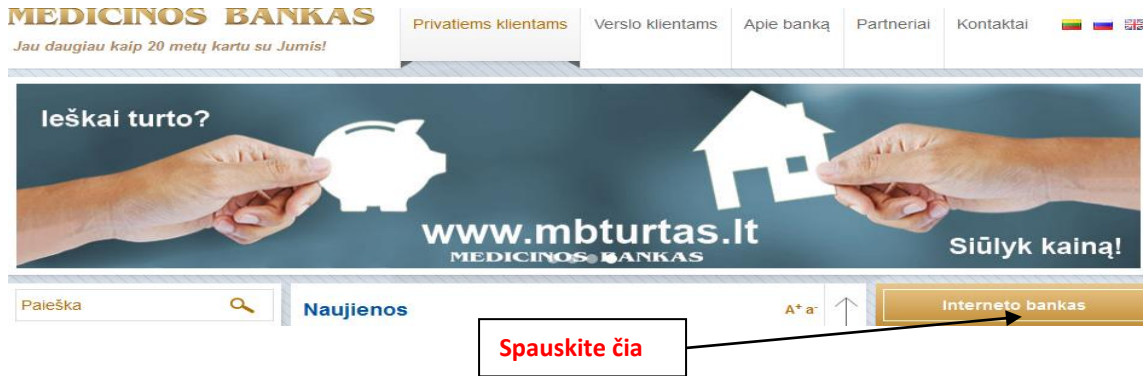 MEDICINOS BANKAS
Jau daugiau kaip 20 metų kartu su Jumis!
Privatiems klientams
Verslo klientams
Apie banką
Partneriai
Kontaktai
Ieškai turto?
www.mbturtas.lt
MEDICINOS BANKAS
Siūlyk kainą!
Paieška
Naujienos
A+ a-
Interneto bankas
Spauskite čia